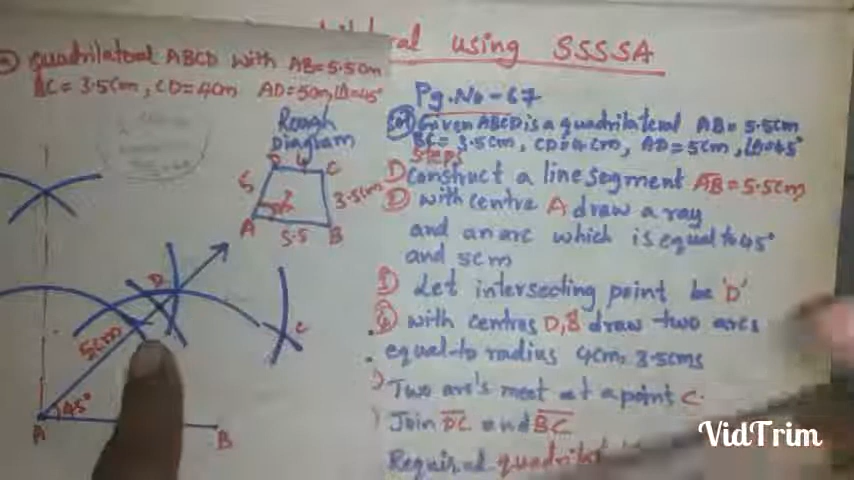 using SSSSA
quadrilateral ABCD with AB=5.5cm
BC=3.5cm, CD=4cm AD=5cm, ∠A=45°
Rough
Diagram
D 4 C
5
3.5cm
A
5.5 B
D
5cm
C
45°
A
B
Pg.No-67
Given ABCD is a quadrilateral AB=5.5cm
BC=3.5cm, CD=4cm, AD=5cm, ∠A=45°
Steps
1) construct a line segment AB=5.5cm
with centre A draw a ray
and an arc which is equal to 45°
and 5cm
Let intersecting point be 'D'
4) with centres D,B draw two arcs
equal to radius 4cm, 3.5cms
Two arc's meet at a point C.
Join DC and BC
Required
VidTrim